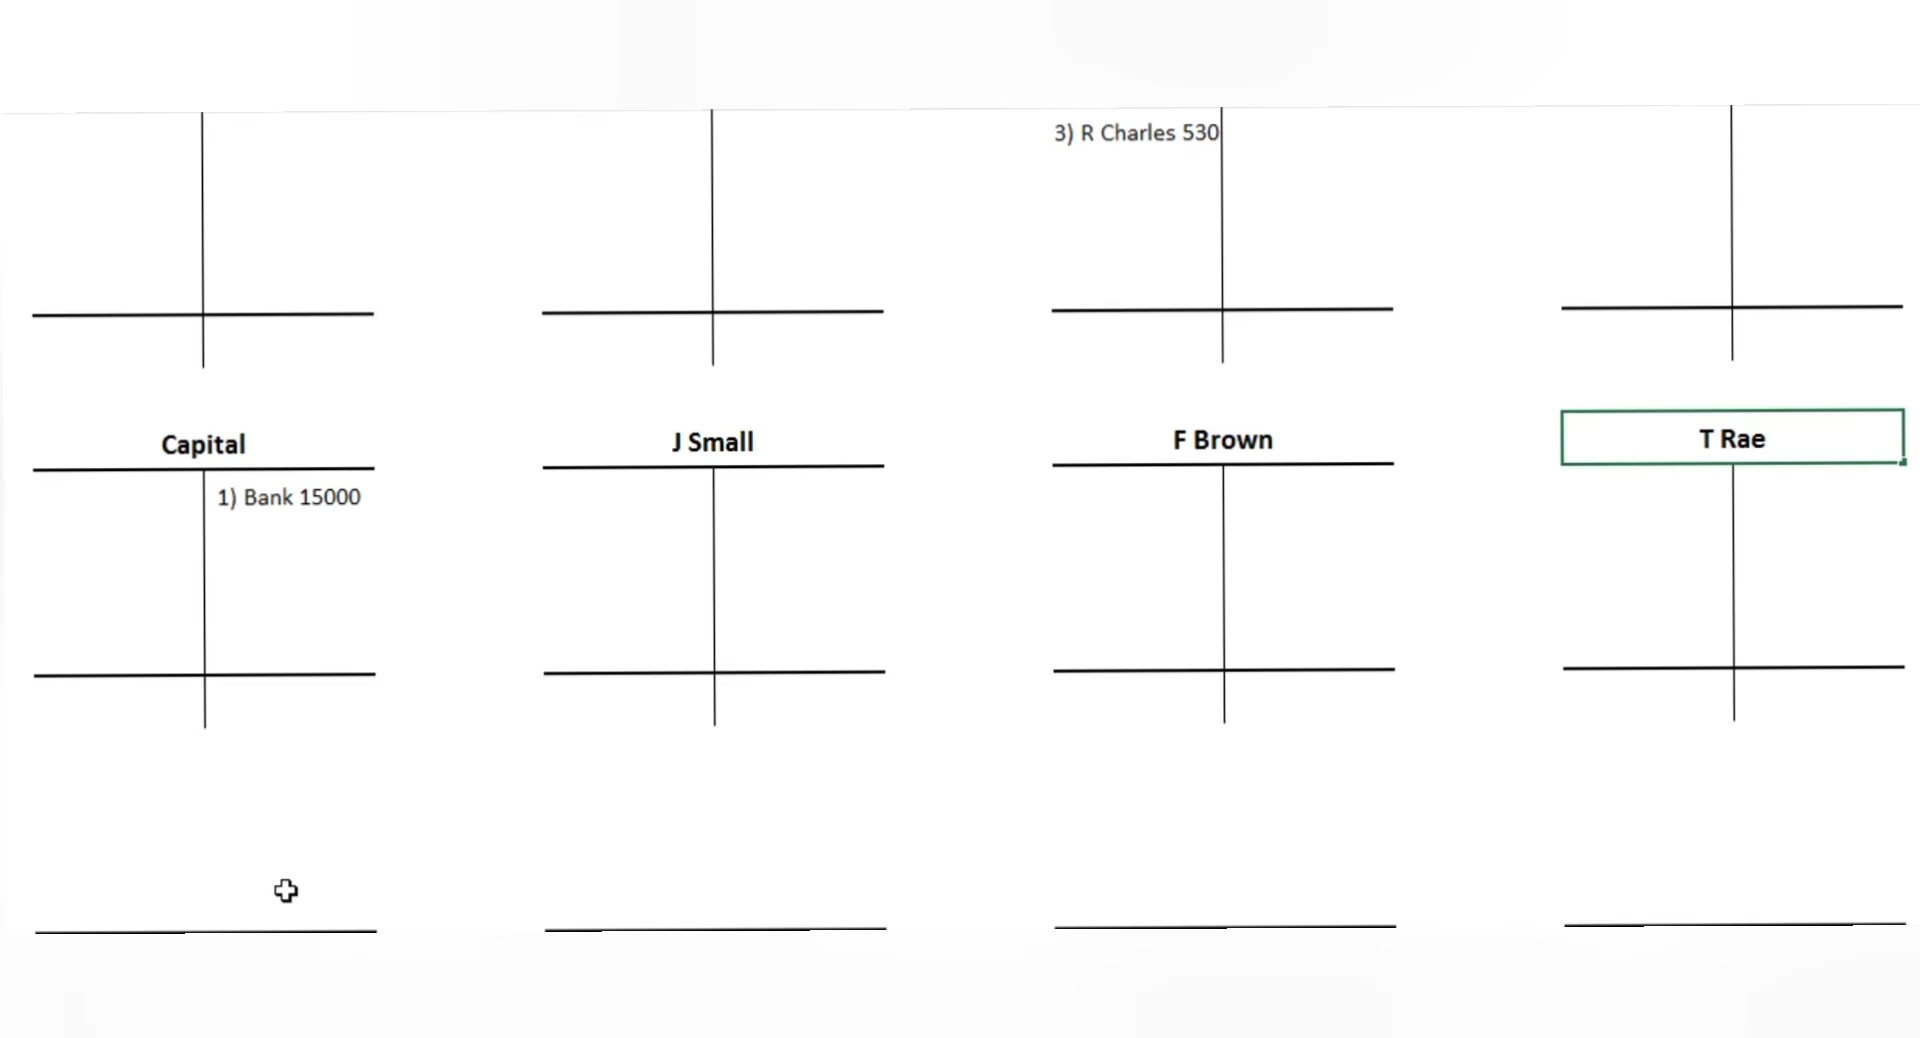 3) R Charles 530
Capital
J Small
F Brown
T Rae
1) Bank 15000